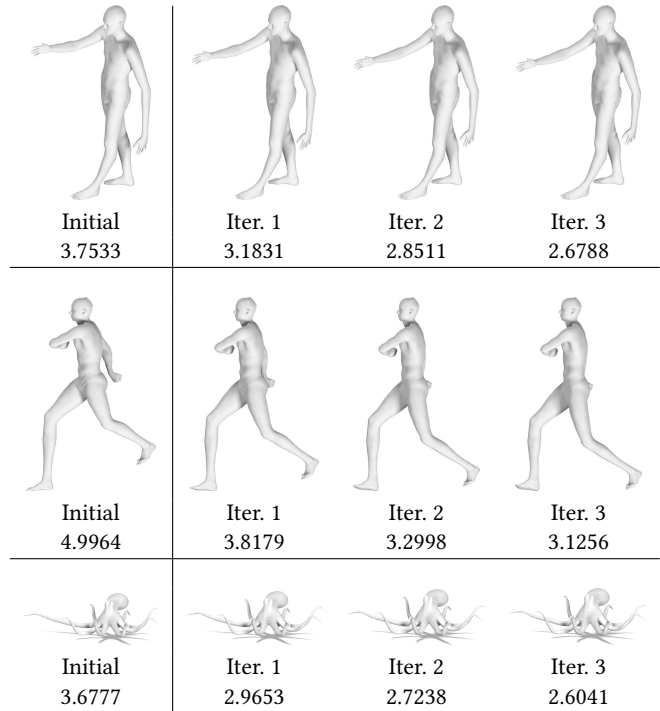 Initial Iter. 1 Iter. 2 Iter. 3
3.7533 3.1831 2.8511 2.6788
Initial Iter. 1 Iter. 2 Iter. 3
4.9964 3.8179 3.2998 3.1256
Initial Iter. 1 Iter. 2 Iter. 3
3.6777 2.9653 2.7238 2.6041